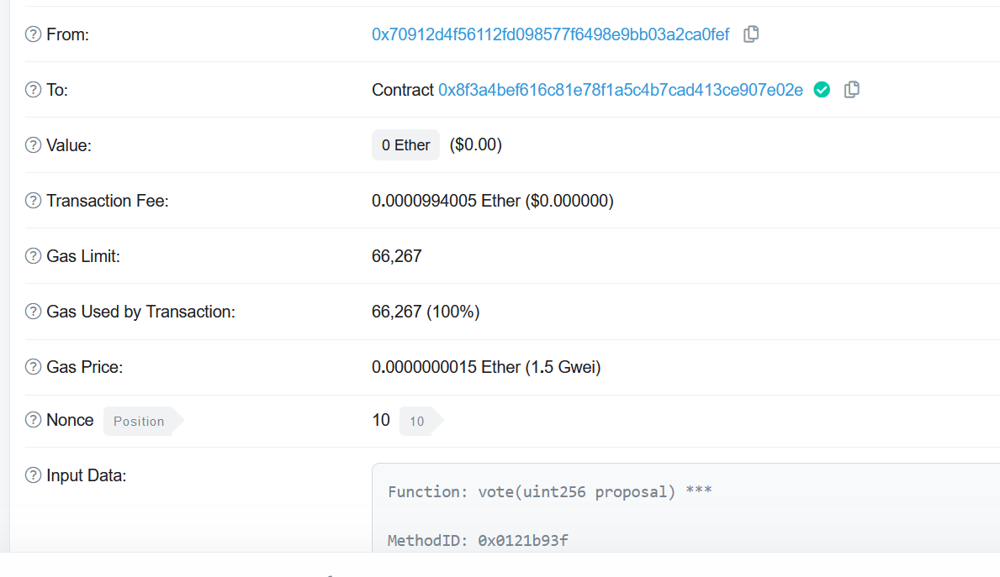 From: 0x70912d4f56112fd098577f6498e9bb03a2ca0fef
To: Contract 0x8f3a4bef616c81e78f1a5c4b7cad413ce907e02e
Value: 0 Ether ($0.00)
Transaction Fee: 0.0000994005 Ether ($0.000000)
Gas Limit: 66,267
Gas Used by Transaction: 66,267 (100%)
Gas Price: 0.0000000015 Ether (1.5 Gwei)
Nonce Position 10 10
Input Data:
Function: vote(uint256 proposal) ***
MethodID: 0x0121b93f